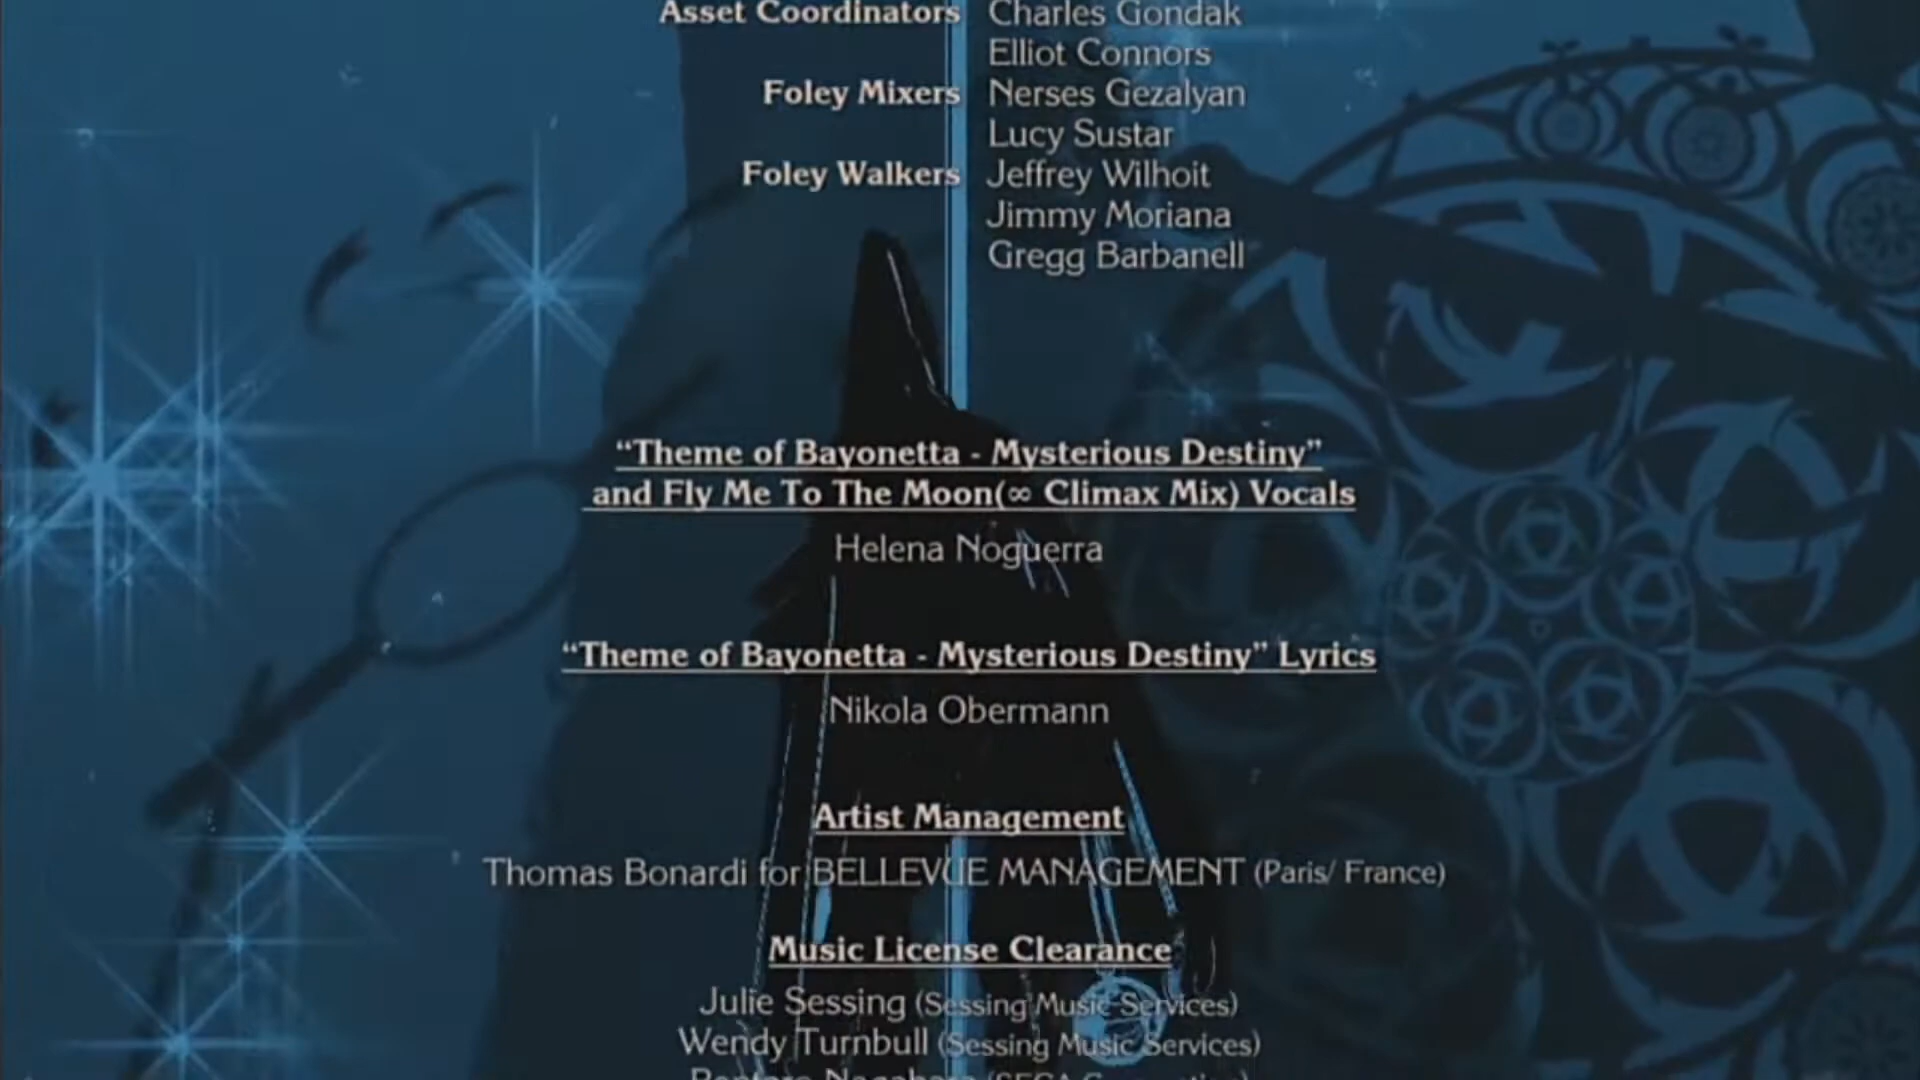 Asset Coordinators Charles Gondak
Elliot Connors
Foley Mixers Nerses Gezalyan
Lucy Sustar
Foley Walkers Jeffrey Wilhoit
Jimmy Moriana
Gregg Barbanell
“Theme of Bayonetta - Mysterious Destiny”
and Fly Me To The Moon(∞ Climax Mix) Vocals
Helena Noguerra
“Theme of Bayonetta - Mysterious Destiny” Lyrics
Nikola Obermann
Artist Management
Thomas Bonardi for BELLEVUE MANAGEMENT (Paris/ France)
Music License Clearance
Julie Sessing (Sessing Music Services)
Wendy Turnbull (Sessing Music Services)